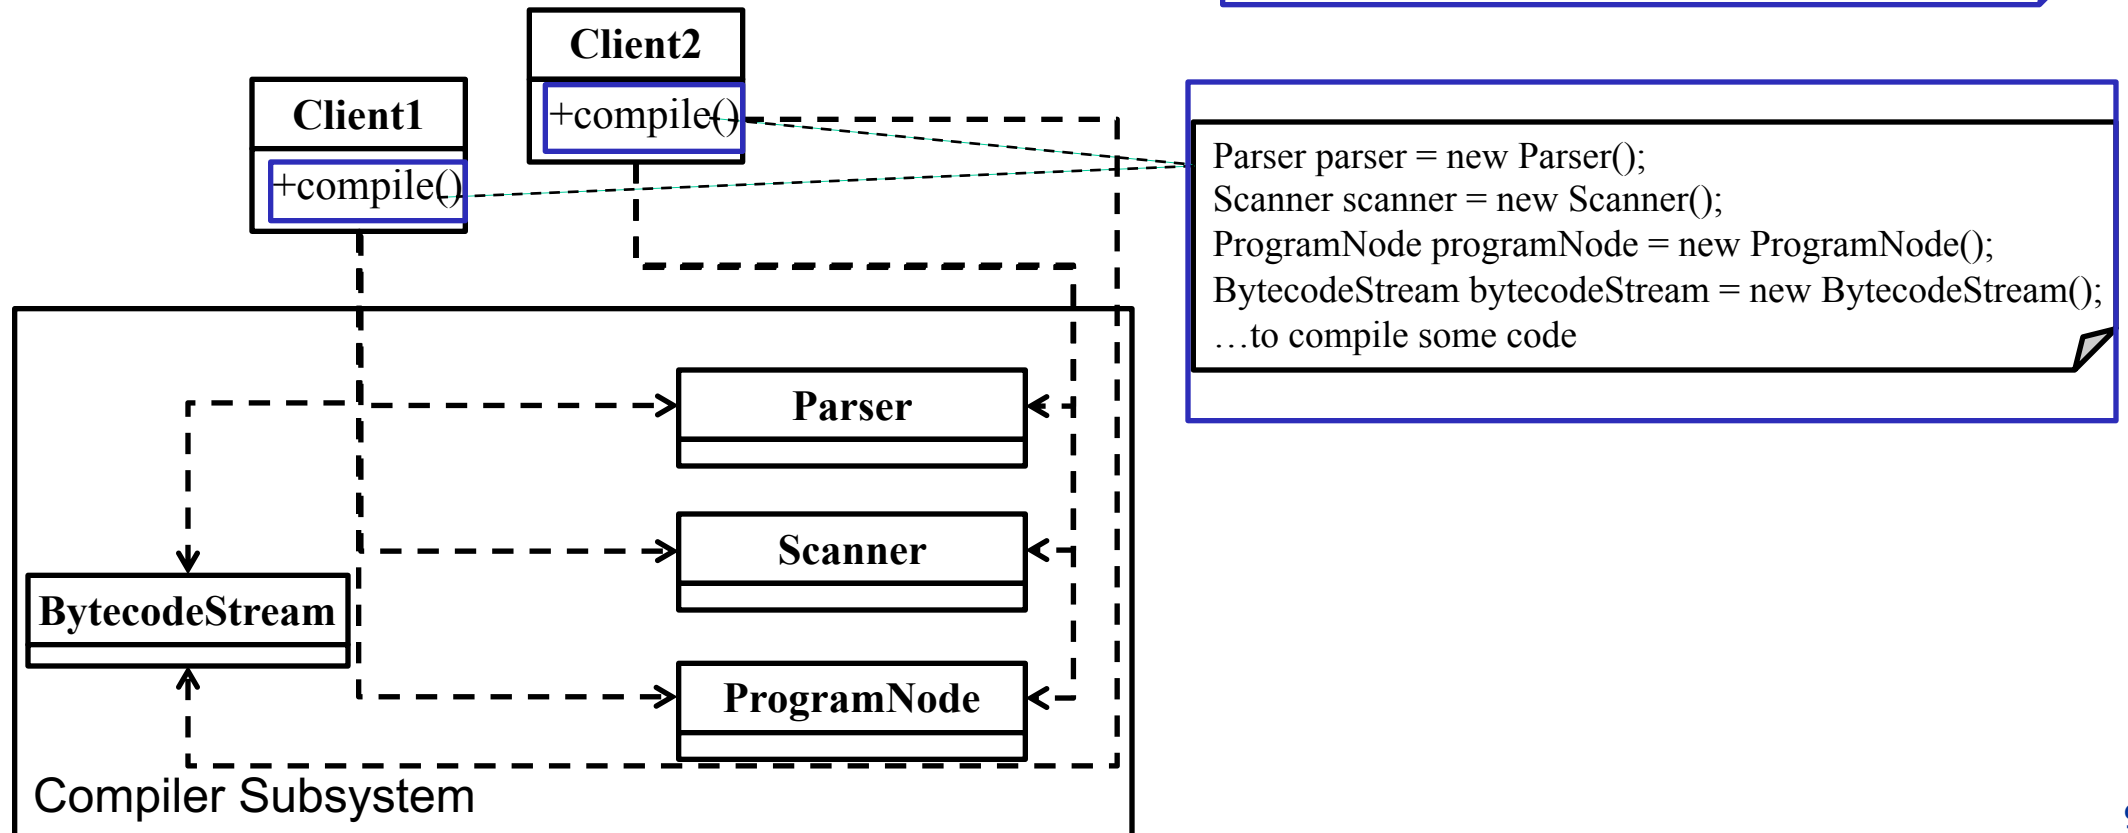 Client2
+compile()
Client1
+compile()
Parser parser = new Parser();
Scanner scanner = new Scanner();
ProgramNode programNode = new ProgramNode();
BytecodeStream bytecodeStream = new BytecodeStream();
…to compile some code
Parser
Scanner
BytecodeStream
ProgramNode
Compiler Subsystem